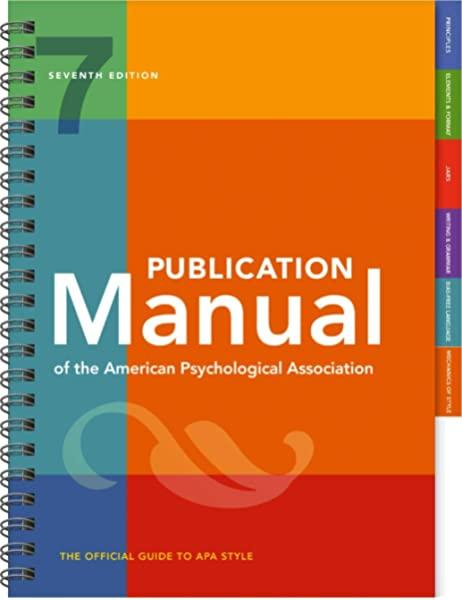 7
SEVENTH EDITION
PUBLICATION
Manual
of the American Psychological Association
THE OFFICIAL GUIDE TO APA STYLE
PRINCIPLES
ELEMENTS & FORMAT
JARS
WRITING & GRAMMAR
BIAS-FREE LANGUAGE
MECHANICS OF STYLE